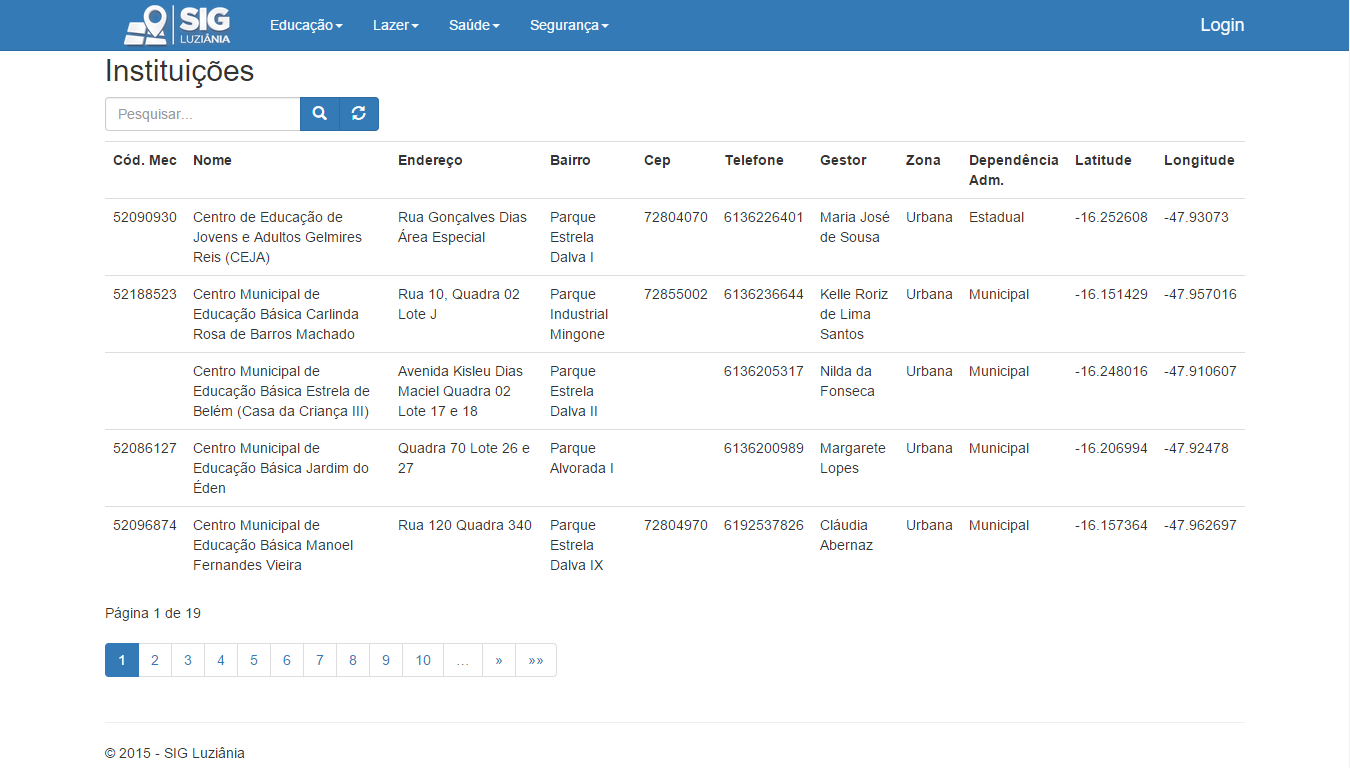 SIG
LUZIÂNIA
Educação Lazer Saúde Segurança Login
Instituições
Pesquisar...
Cód. Mec Nome Endereço Bairro Cep Telefone Gestor Zona Dependência Latitude Longitude
Adm.
52090930 Centro de Educação de Rua Gonçalves Dias Parque 72804070 6136226401 Maria José Urbana Estadual -16.252608 -47.93073
Jovens e Adultos Gelmires Área Especial Estrela de Sousa
Reis (CEJA) Dalva I
52188523 Centro Municipal de Rua 10, Quadra 02 Parque 72855002 6136236644 Kelle Roriz Urbana Municipal -16.151429 -47.957016
Educação Básica Carlinda Lote J Industrial de Lima
Rosa de Barros Machado Mingone Santos
Centro Municipal de Avenida Kisleu Dias Parque 6136205317 Nilda da Urbana Municipal -16.248016 -47.910607
Educação Básica Estrela de Maciel Quadra 02 Estrela Fonseca
Belém (Casa da Criança III) Lote 17 e 18 Dalva II
52086127 Centro Municipal de Quadra 70 Lote 26 e Parque 6136200989 Margarete Urbana Municipal -16.206994 -47.92478
Educação Básica Jardim do 27 Alvorada I Lopes
Éden
52096874 Centro Municipal de Rua 120 Quadra 340 Parque 72804970 6192537826 Cláudia Urbana Municipal -16.157364 -47.962697
Educação Básica Manoel Estrela Abernaz
Fernandes Vieira Dalva IX
Página 1 de 19
1 2 3 4 5 6 7 8 9 10 ... » »»
© 2015 - SIG Luziânia